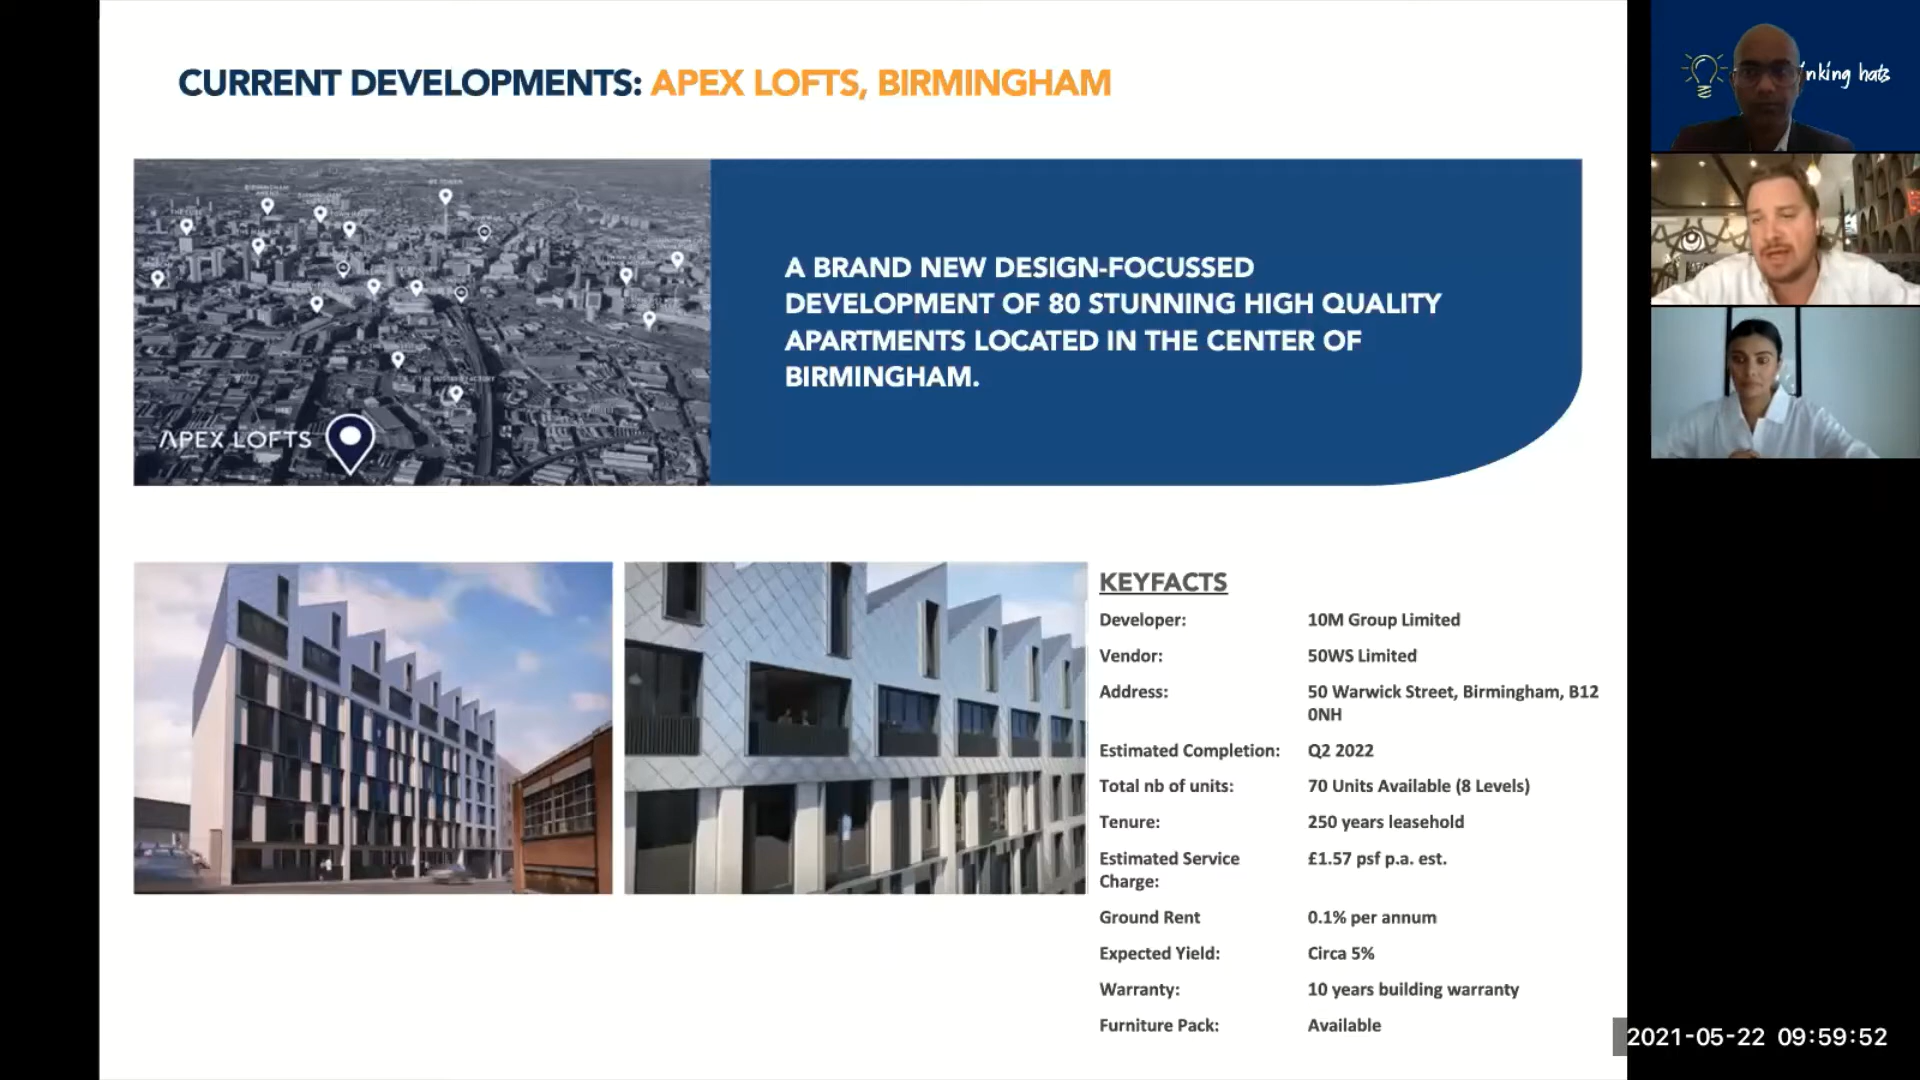 CURRENT DEVELOPMENTS: APEX LOFTS, BIRMINGHAM
nking hats
A BRAND NEW DESIGN-FOCUSSED
DEVELOPMENT OF 80 STUNNING HIGH QUALITY
APARTMENTS LOCATED IN THE CENTER OF
BIRMINGHAM.
APEX LOFTS
KEYFACTS
Developer: 10M Group Limited
Vendor: 50WS Limited
Address: 50 Warwick Street, Birmingham, B12
0NH
Estimated Completion: Q2 2022
Total nb of units: 70 Units Available (8 Levels)
Tenure: 250 years leasehold
Estimated Service £1.57 psf p.a. est.
Charge:
Ground Rent 0.1% per annum
Expected Yield: Circa 5%
Warranty: 10 years building warranty
Furniture Pack: Available
2021-05-22 09:59:52